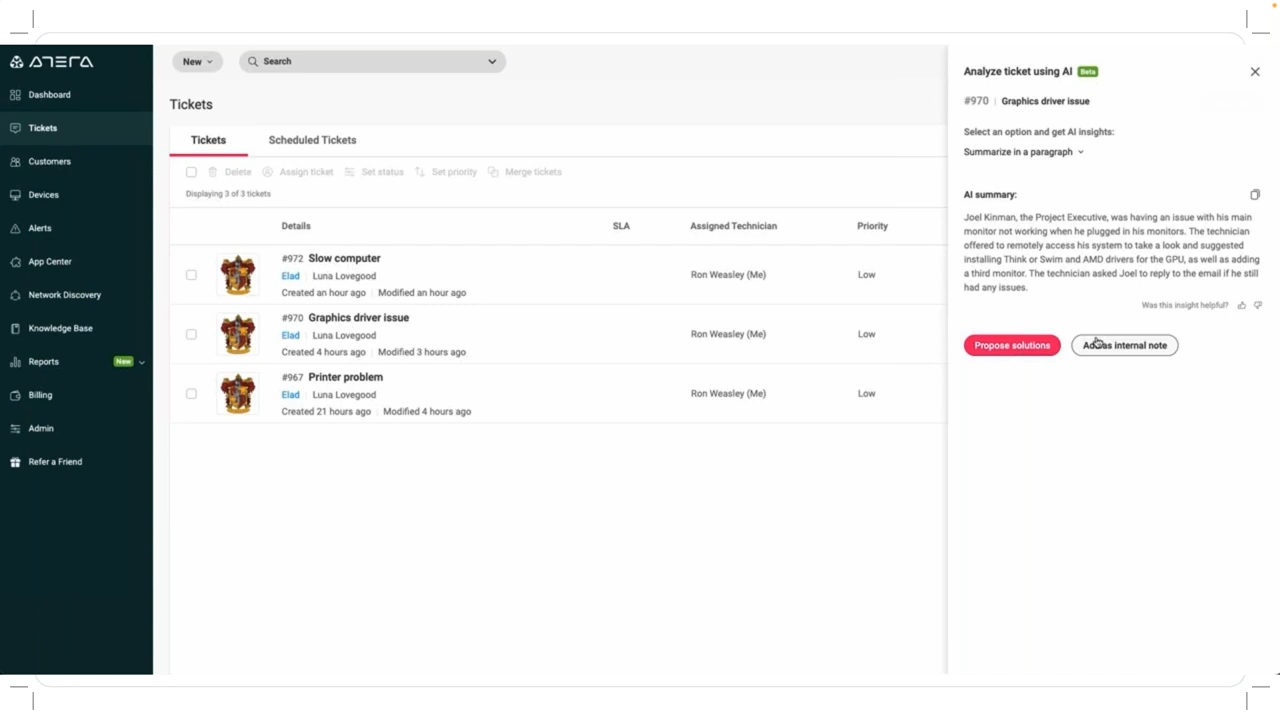 ATERA
Dashboard
Tickets
Customers
Devices
Alerts
App Center
Network Discovery
Knowledge Base
Reports New
Billing
Admin
Refer a Friend
New Search
Tickets
Tickets Scheduled Tickets
Delete Assign ticket Set status Set priority Merge tickets
Displaying 3 of 3 tickets
Details SLA Assigned Technician Priority
#972 Slow computer
Elad Luna Lovegood Ron Weasley (Me) Low
Created an hour ago Modified an hour ago
#970 Graphics driver issue
Elad Luna Lovegood Ron Weasley (Me) Low
Created 4 hours ago Modified 3 hours ago
#967 Printer problem
Elad Luna Lovegood Ron Weasley (Me) Low
Created 21 hours ago Modified 4 hours ago
Analyze ticket using AI Beta
#970 Graphics driver issue
Select an option and get AI insights:
Summarize in a paragraph
AI summary:
Joel Kinman, the Project Executive, was having an issue with his main
monitor not working when he plugged in his monitors. The technician
offered to remotely access his system to take a look and suggested
installing Think or Swim and AMD drivers for the GPU, as well as adding
a third monitor. The technician asked Joel to reply to the email if he still
had any issues.
Was this insight helpful?
Propose solutions Add as internal note